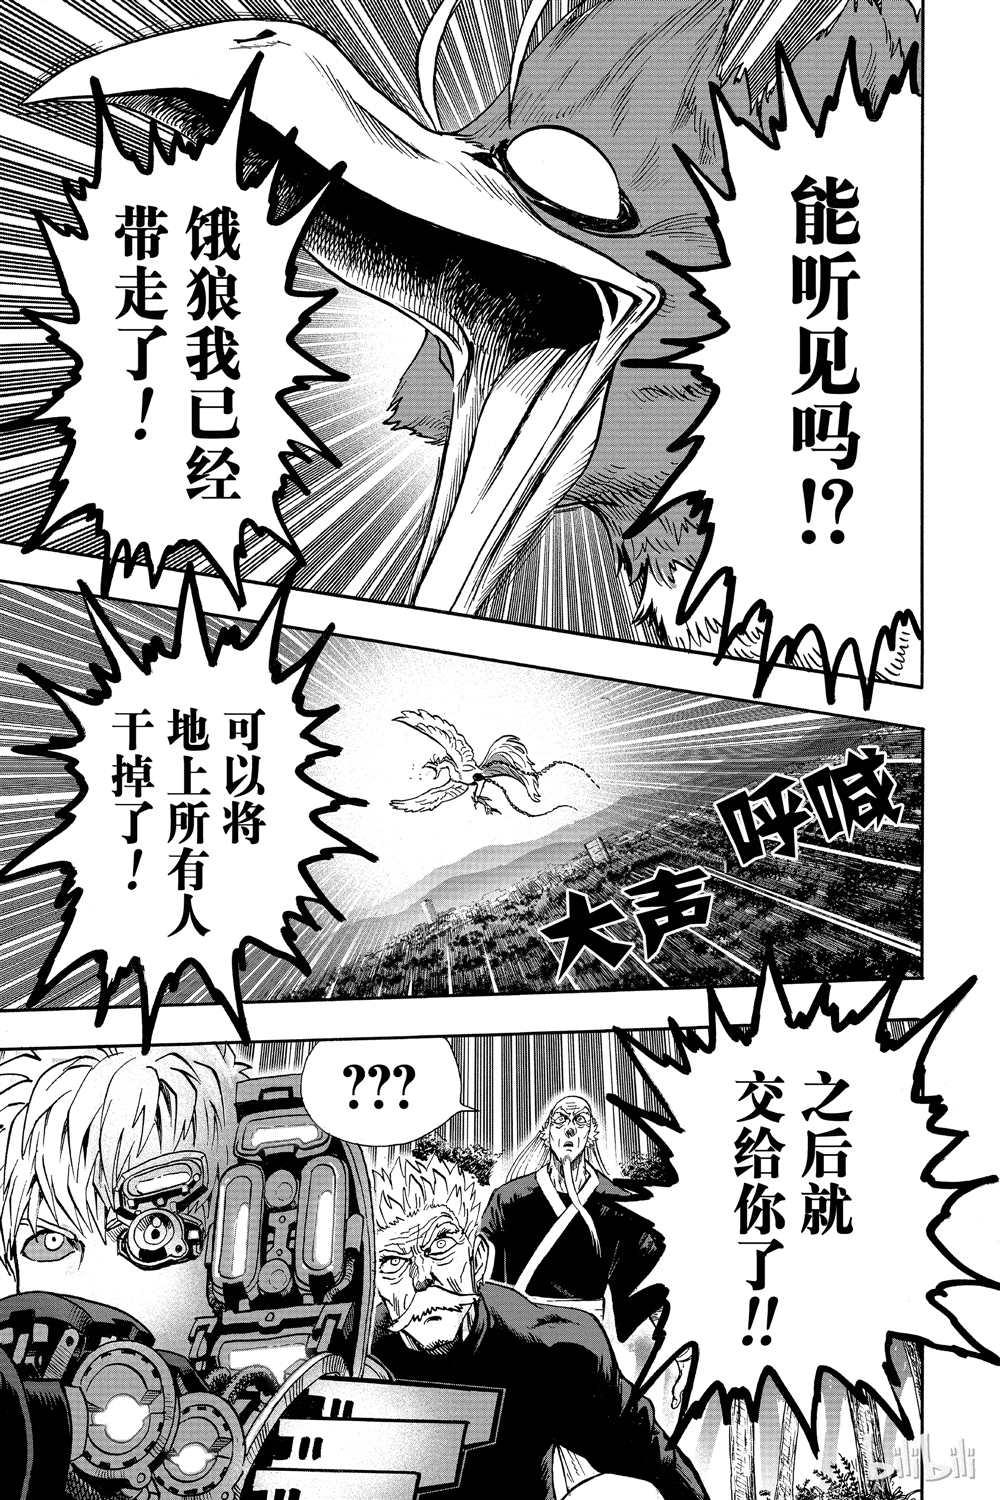 能听见吗!?
饿狼我已经
带走了！
呼喊
大声
可以将
地上所有人
干掉了！
之后就
交给你了!!
???
bilibili